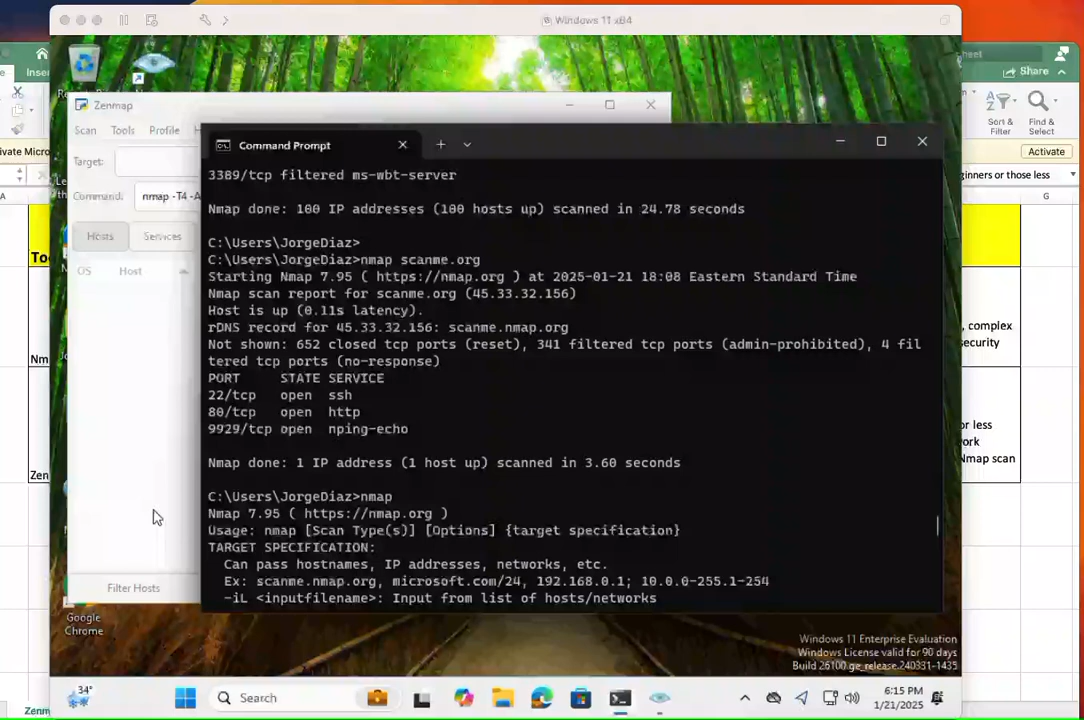 Windows 11 x64
Inser
Share
Sort &
Filter
Find &
Select
ivate Micro
Activate
ginners or those less
A
G
Too
Nm
Zen
, complex
security
or less
work
Nmap scan
Zenmap
Scan
Tools
Profile
H
Target:
Command:
nmap -T4 -A
Hosts
Services
OS
Host
Filter Hosts
Command Prompt
3389/tcp filtered ms-wbt-server
Nmap done: 100 IP addresses (100 hosts up) scanned in 24.78 seconds
C:\Users\JorgeDiaz>
C:\Users\JorgeDiaz>nmap scanme.org
Starting Nmap 7.95 ( https://nmap.org ) at 2025-01-21 18:08 Eastern Standard Time
Nmap scan report for scanme.org (45.33.32.156)
Host is up (0.11s latency).
rDNS record for 45.33.32.156: scanme.nmap.org
Not shown: 652 closed tcp ports (reset), 341 filtered tcp ports (admin-prohibited), 4 fil
tered tcp ports (no-response)
PORT     STATE SERVICE
22/tcp   open  ssh
80/tcp   open  http
9929/tcp open  nping-echo
Nmap done: 1 IP address (1 host up) scanned in 3.60 seconds
C:\Users\JorgeDiaz>nmap
Nmap 7.95 ( https://nmap.org )
Usage: nmap [Scan Type(s)] [Options] {target specification}
TARGET SPECIFICATION:
Can pass hostnames, IP addresses, networks, etc.
Ex: scanme.nmap.org, microsoft.com/24, 192.168.0.1; 10.0.0-255.1-254
-iL <inputfilename>: Input from list of hosts/networks
Google
Chrome
Windows 11 Enterprise Evaluation
Windows License valid for 90 days
Build 26100.ge_release.240331-1435
34°
Search
6:15 PM
1/21/2025
Zenm